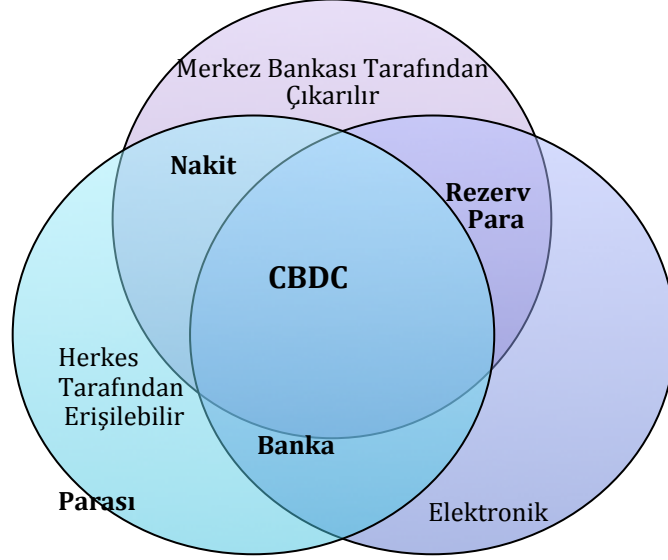 Merkez Bankası Tarafından
Çıkarılır
Nakit
Rezerv
Para
CBDC
Herkes
Tarafından
Erişilebilir
Banka
Parası
Elektronik